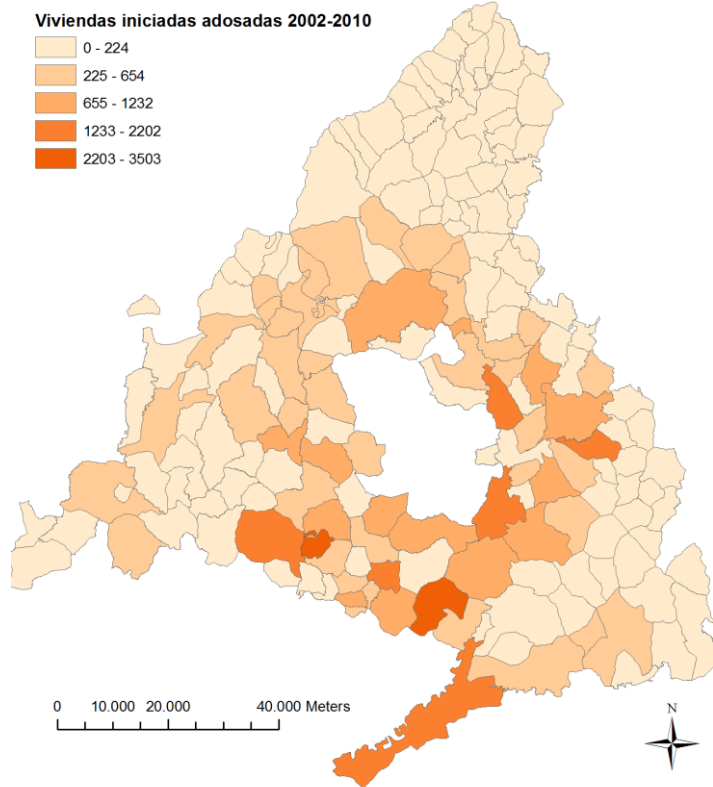 Viviendas iniciadas adosadas 2002-2010
0 - 224
225 - 654
655 - 1232
1233 - 2202
2203 - 3503
0 10.000 20.000 40.000 Meters
N